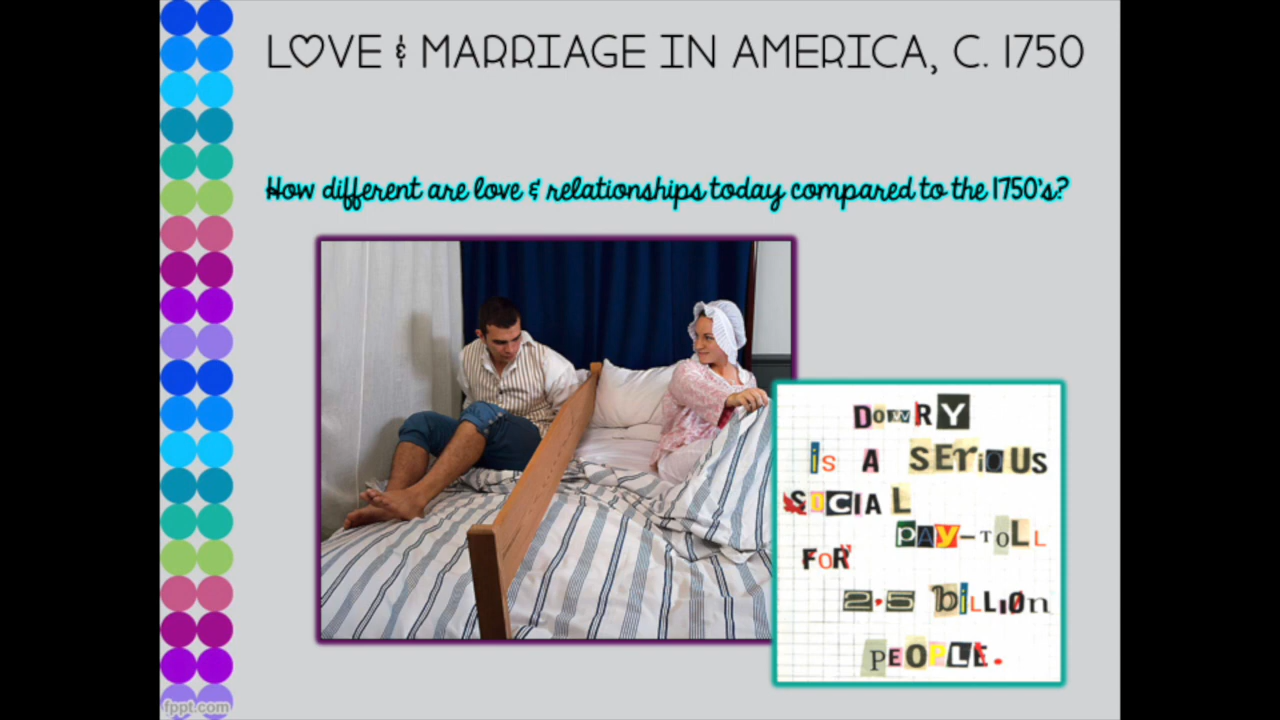 LOVE & MARRIAGE IN AMERICA, C. 1750
How different are love & relationships today compared to the 1750's?
DOWRY
is A SERiOUS
SOCIAL
PAY-TOLL
FOR
2.5 BiLLION
PEOPLE.
fppt.com